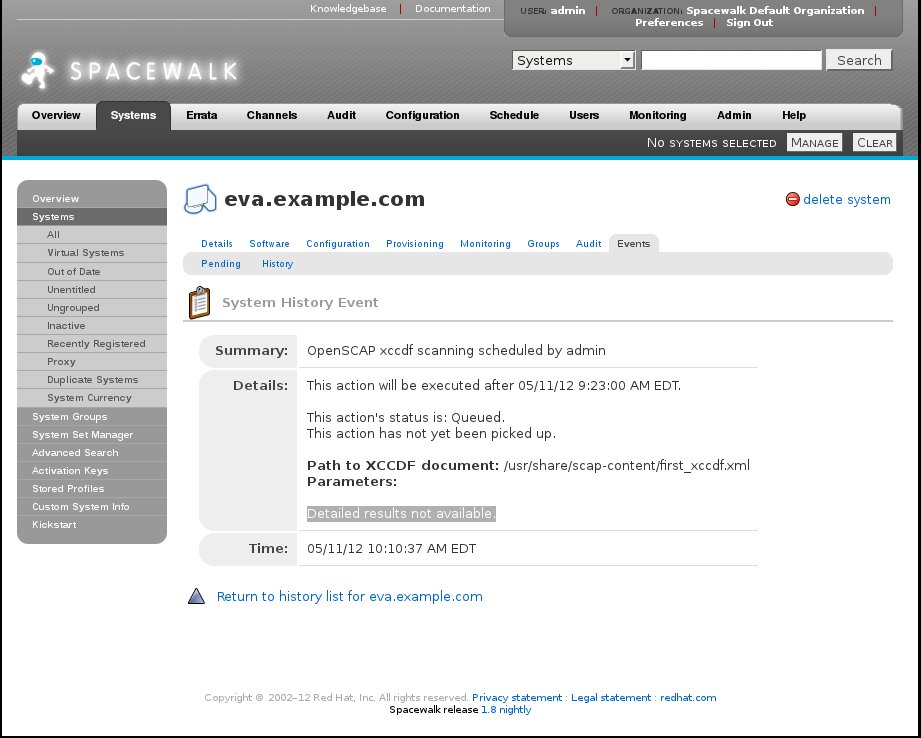 Knowledgebase | Documentation
USER: admin | ORGANIZATION: Spacewalk Default Organization |
Preferences | Sign Out
SPACEWALK
Systems Search
Overview Systems Errata Channels Audit Configuration Schedule Users Monitoring Admin Help
No systems selected Manage Clear
Overview
Systems
All
Virtual Systems
Out of Date
Unentitled
Ungrouped
Inactive
Recently Registered
Proxy
Duplicate Systems
System Currency
System Groups
System Set Manager
Advanced Search
Activation Keys
Stored Profiles
Custom System Info
Kickstart
eva.example.com
delete system
Details Software Configuration Provisioning Monitoring Groups Audit Events
Pending History
System History Event
Summary: OpenSCAP xccdf scanning scheduled by admin
Details: This action will be executed after 05/11/12 9:23:00 AM EDT.
This action's status is: Queued.
This action has not yet been picked up.
Path to XCCDF document: /usr/share/scap-content/first_xccdf.xml
Parameters:
Detailed results not available.
Time: 05/11/12 10:10:37 AM EDT
Return to history list for eva.example.com
Copyright © 2002–12 Red Hat, Inc. All rights reserved. Privacy statement : Legal statement : redhat.com
Spacewalk release 1.8 nightly